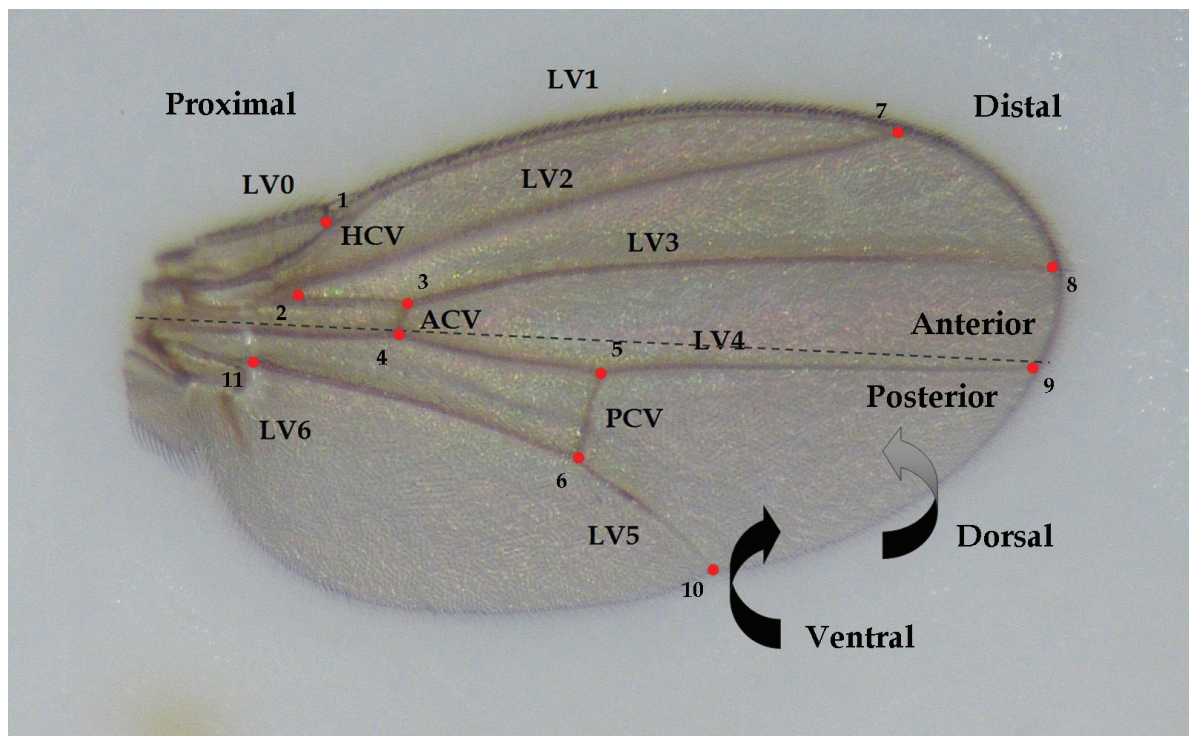 LV1
Proximal
7
Distal
LV0
LV2
1
HCV
LV3
3
8
2
ACV
Anterior
4
5
LV4
11
9
Posterior
PCV
LV6
6
LV5
Dorsal
10
Ventral